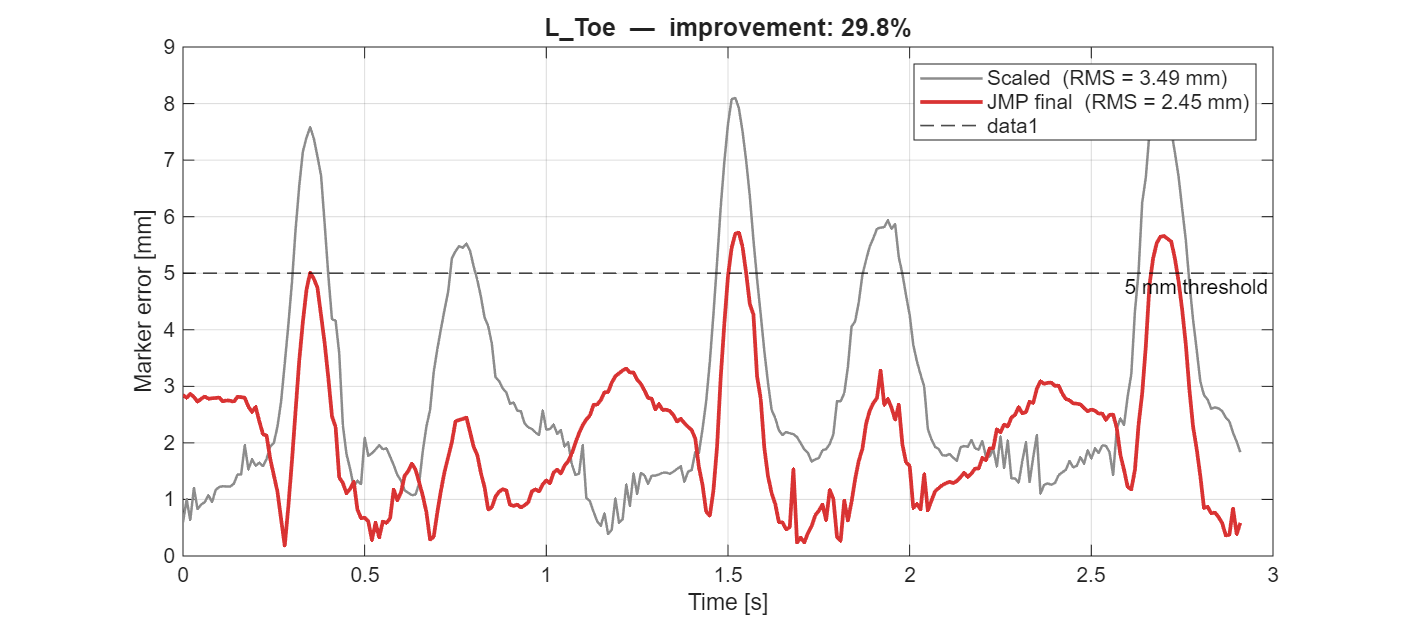 L_Toe — improvement: 29.8%
Scaled (RMS = 3.49 mm)
JMP final (RMS = 2.45 mm)
data1
5 mm threshold
Marker error [mm]
9
8
7
6
5
4
3
2
1
0
0 0.5 1 1.5 2 2.5 3
Time [s]